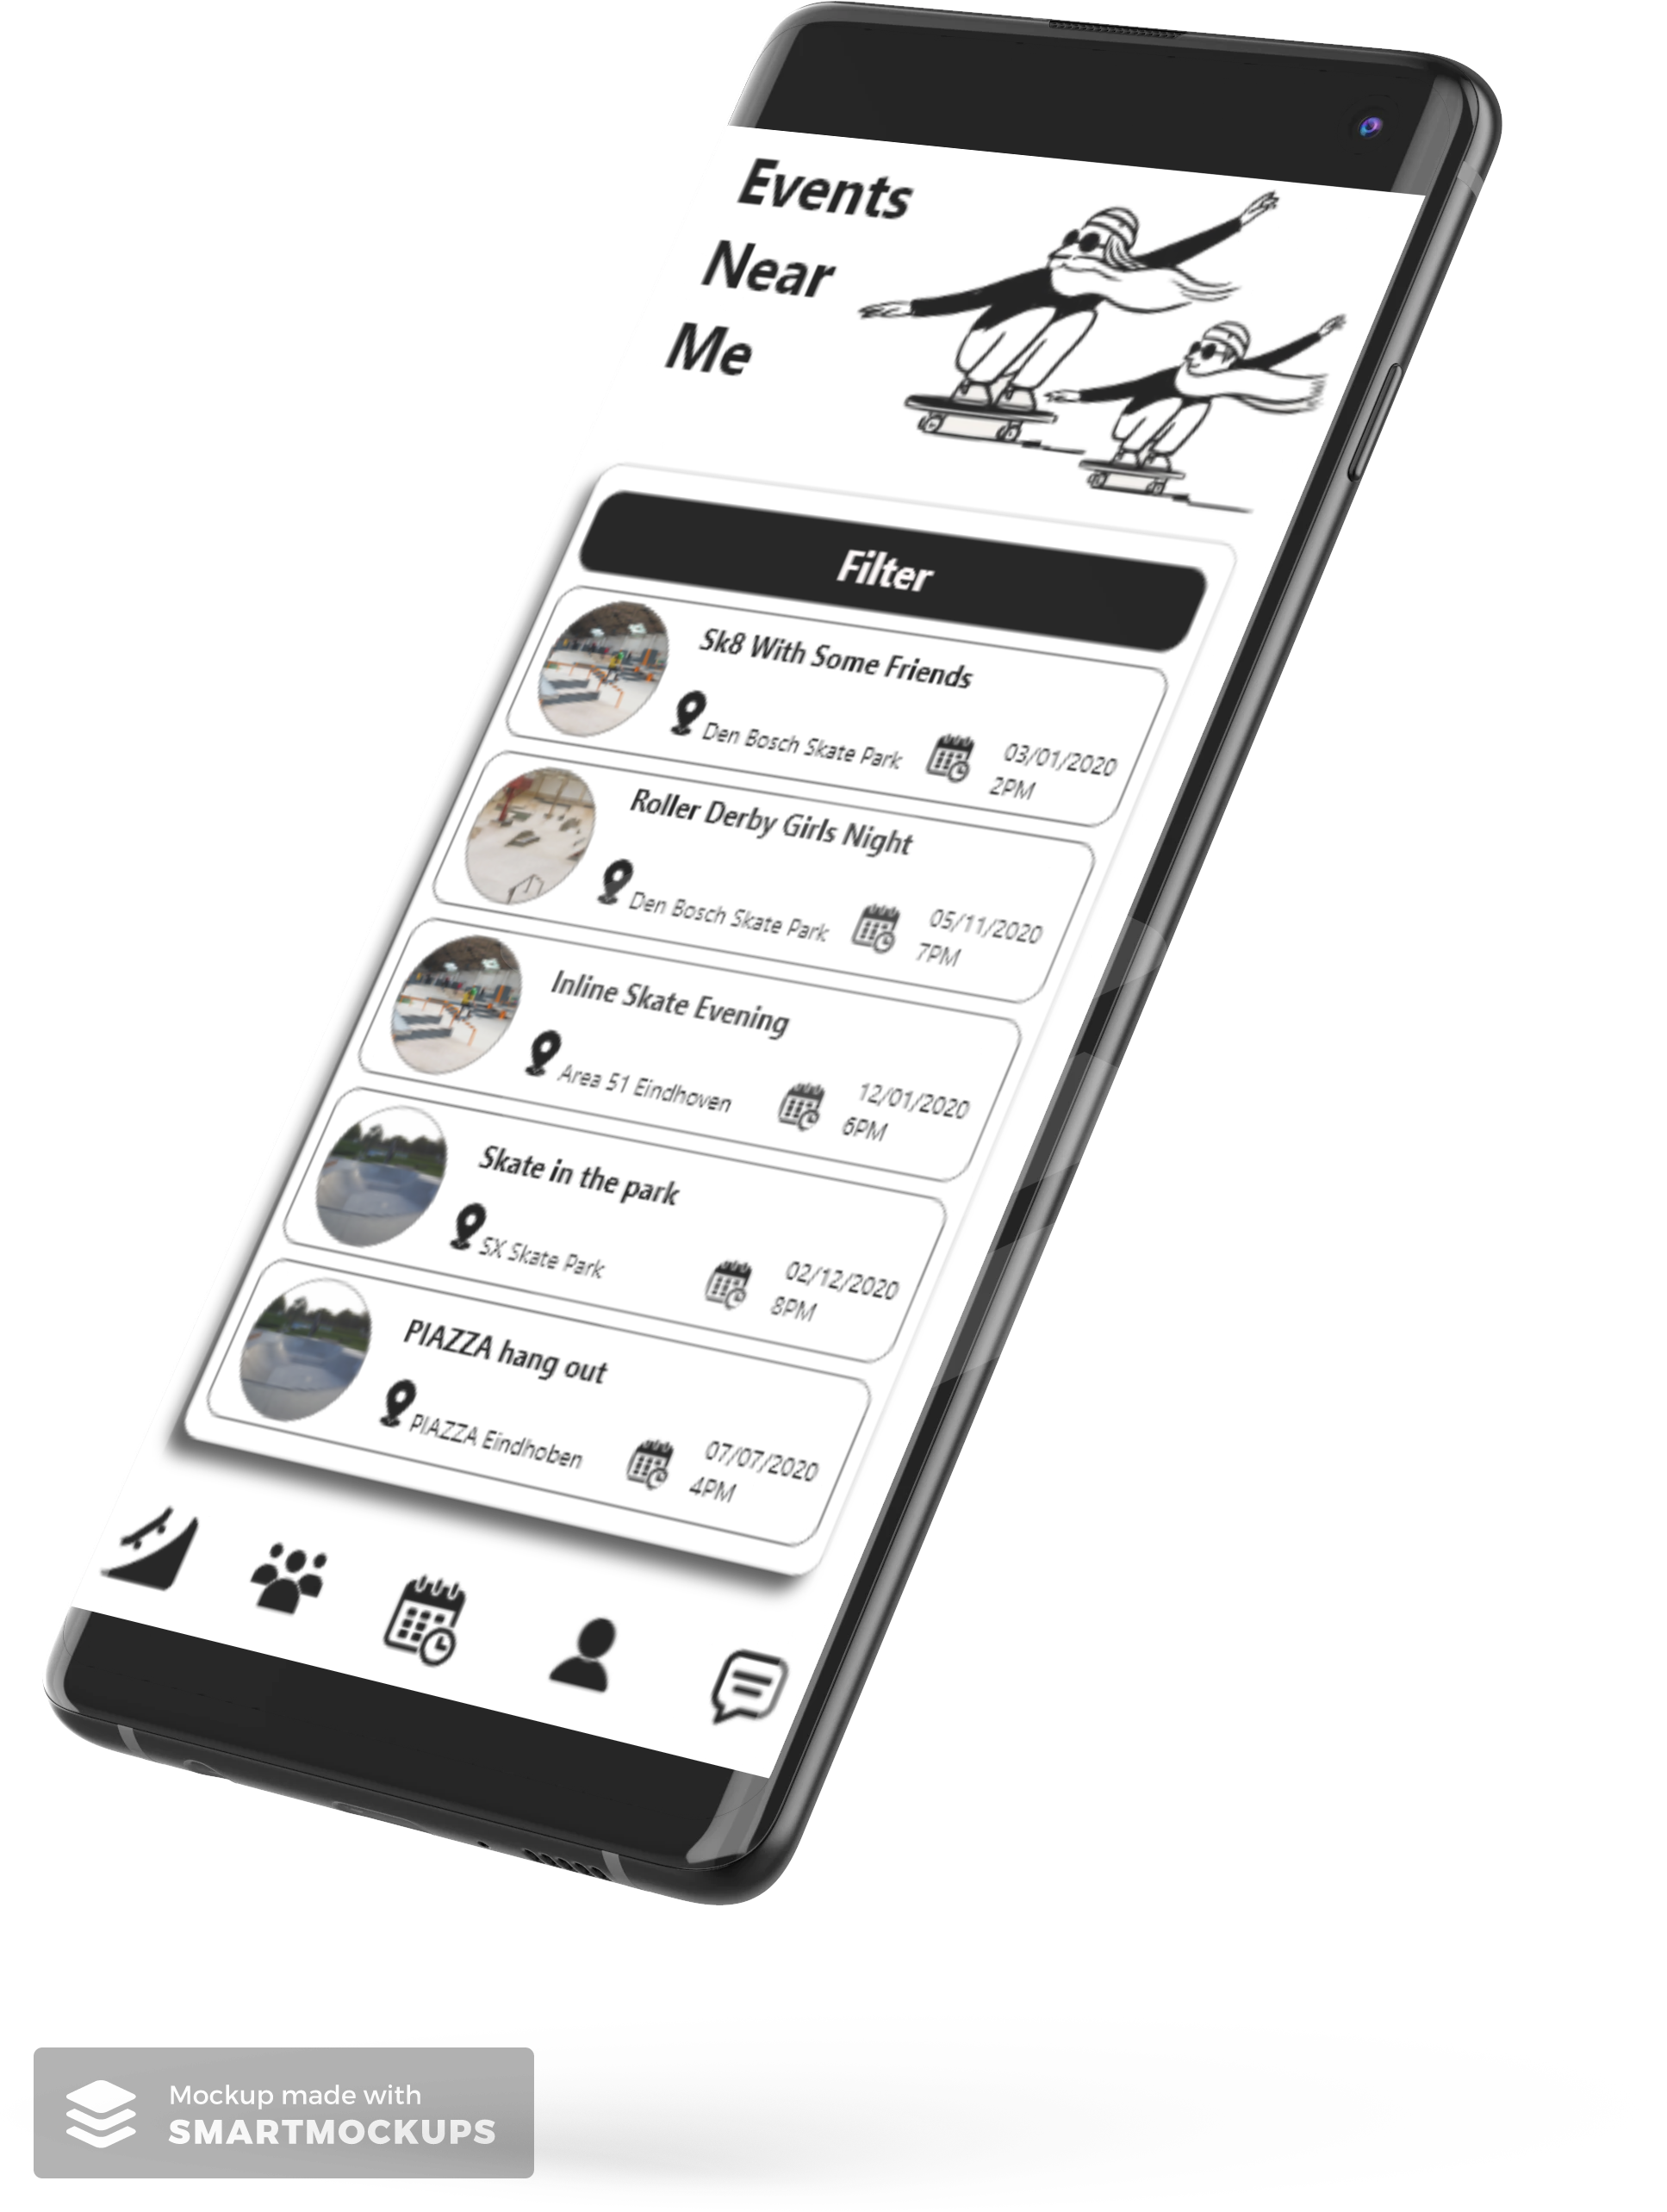 Events
Near
Me
Filter
Sk8 With Some Friends
Den Bosch Skate Park
03/01/2020
2PM
Roller Derby Girls Night
Den Bosch Skate Park
05/11/2020
7PM
Inline Skate Evening
Area 51 Eindhoven
12/01/2020
6PM
Skate in the park
SX Skate Park
02/12/2020
8PM
PIAZZA hang out
PIAZZA Eindhoben
07/07/2020
4PM
Mockup made with
SMARTMOCKUPS